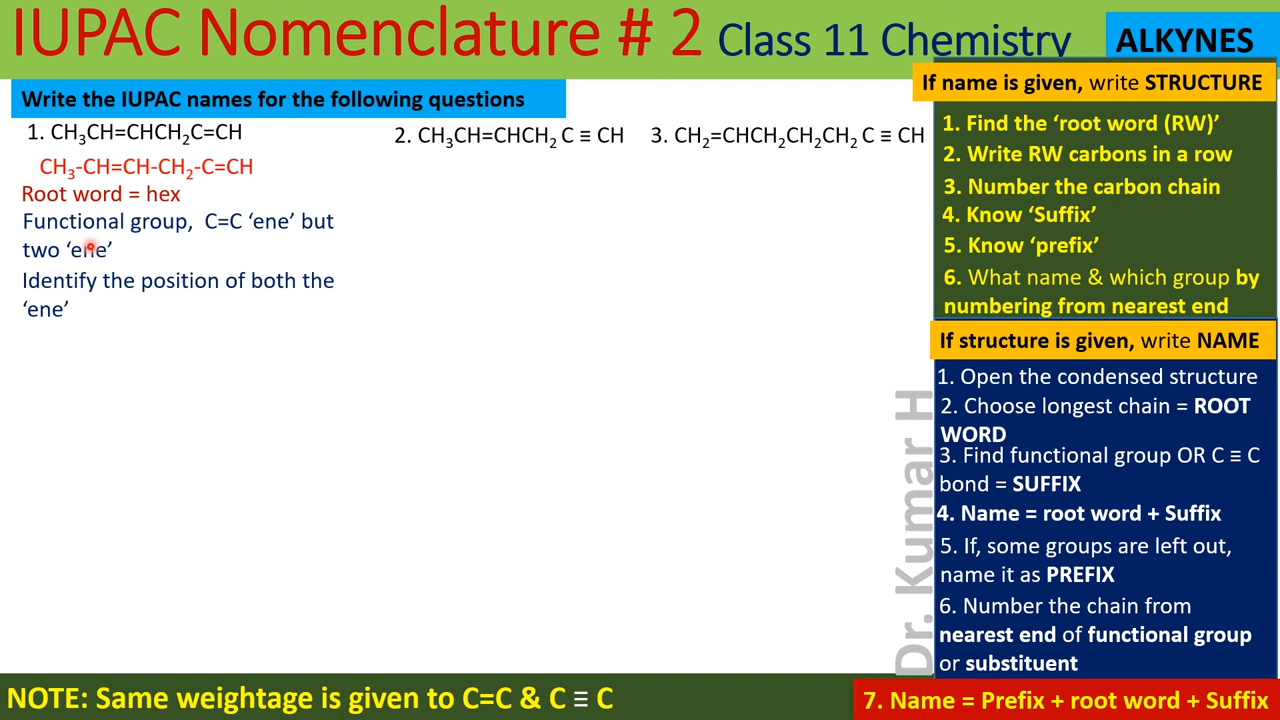 IUPAC Nomenclature # 2 Class 11 Chemistry
ALKYNES
Write the IUPAC names for the following questions
1. CH₃CH=CHCH₂C=CH
2. CH₃CH=CHCH₂ C ≡ CH
3. CH₂=CHCH₂CH₂CH₂ C ≡ CH
CH₃-CH=CH-CH₂-C=CH
Root word = hex
Functional group, C=C ‘ene’ but
two ‘ene’
Identify the position of both the
‘ene’
If name is given, write STRUCTURE
1. Find the ‘root word (RW)’
2. Write RW carbons in a row
3. Number the carbon chain
4. Know ‘Suffix’
5. Know ‘prefix’
6. What name & which group by
numbering from nearest end
If structure is given, write NAME
1. Open the condensed structure
2. Choose longest chain = ROOT
WORD
3. Find functional group OR C ≡ C
bond = SUFFIX
4. Name = root word + Suffix
5. If, some groups are left out,
name it as PREFIX
6. Number the chain from
nearest end of functional group
or substituent
Dr. Kumar H
NOTE: Same weightage is given to C=C & C ≡ C
7. Name = Prefix + root word + Suffix